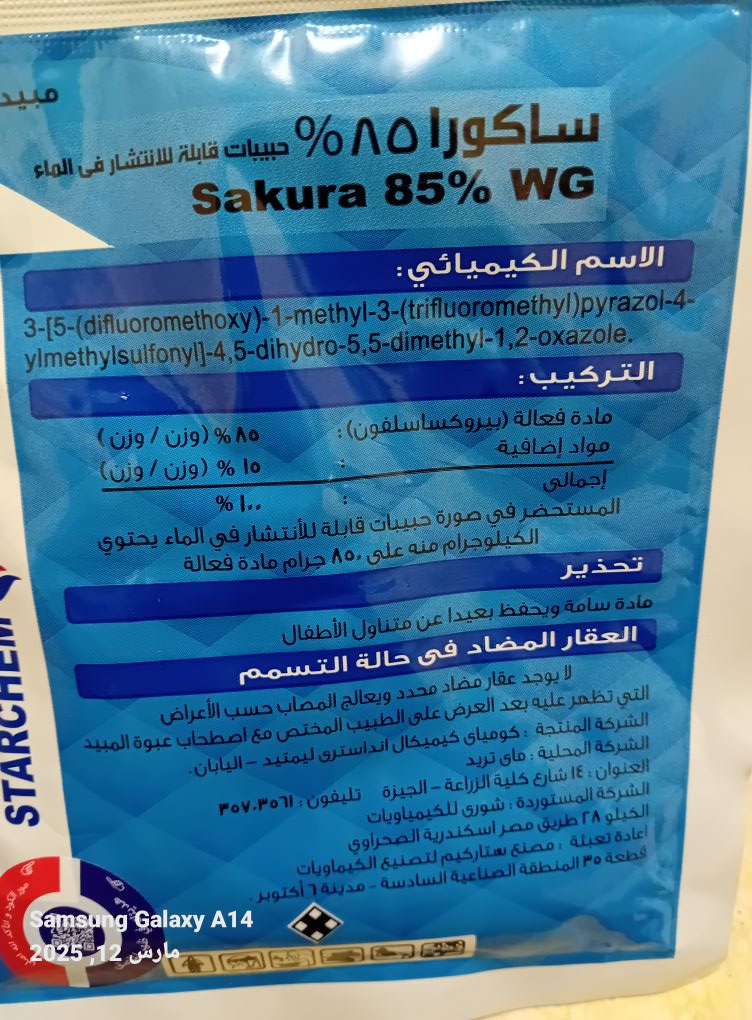 مبيد
ساكورا ٨٥ % حبيبات قابلة للانتشار فى الماء
Sakura 85% WG
الاسم الكيميائي:
3-[5-(difluoromethoxy)-1-methyl-3-(trifluoromethyl)pyrazol-4-
ylmethylsulfonyl]-4,5-dihydro-5,5-dimethyl-1,2-oxazole.
التركيب:
مادة فعالة (بيروكساسلفون): ٨٥ % (وزن / وزن)
مواد إضافية : ١٥ % (وزن / وزن)
إجمالى : ١٠٠ %
المستحضر في صورة حبيبات قابلة للأنتشار في الماء يحتوي
الكيلوجرام منه على ٨٥٠ جرام مادة فعالة
تحذير
مادة سامة ويحفظ بعيدا عن متناول الأطفال
العقار المضاد فى حالة التسمم
لا يوجد عقار مضاد محدد ويعالج المصاب حسب الأعراض
التي تظهر عليه بعد العرض على الطبيب المختص مع اصطحاب عبوة المبيد
الشركة المنتجة : كومياى كيميكال انداسترى ليمتيد – اليابان.
الشركة المحلية : ماى تريد
العنوان : ١٤ شارع كلية الزراعة – الجيزة تليفون : ٣٥٧٠٣٥٦١
الشركة المستوردة : شورى للكيمياويات
الكيلو ٢٨ طريق مصر اسكندرية الصحراوي
اعادة تعبئة : مصنع ستاركيم لتصنيع الكيماويات
قطعة ٣٥ المنطقة الصناعية السادسة – مدينة ٦ أكتوبر .
STARCHEM
Samsung Galaxy A14
مارس 12, 2025